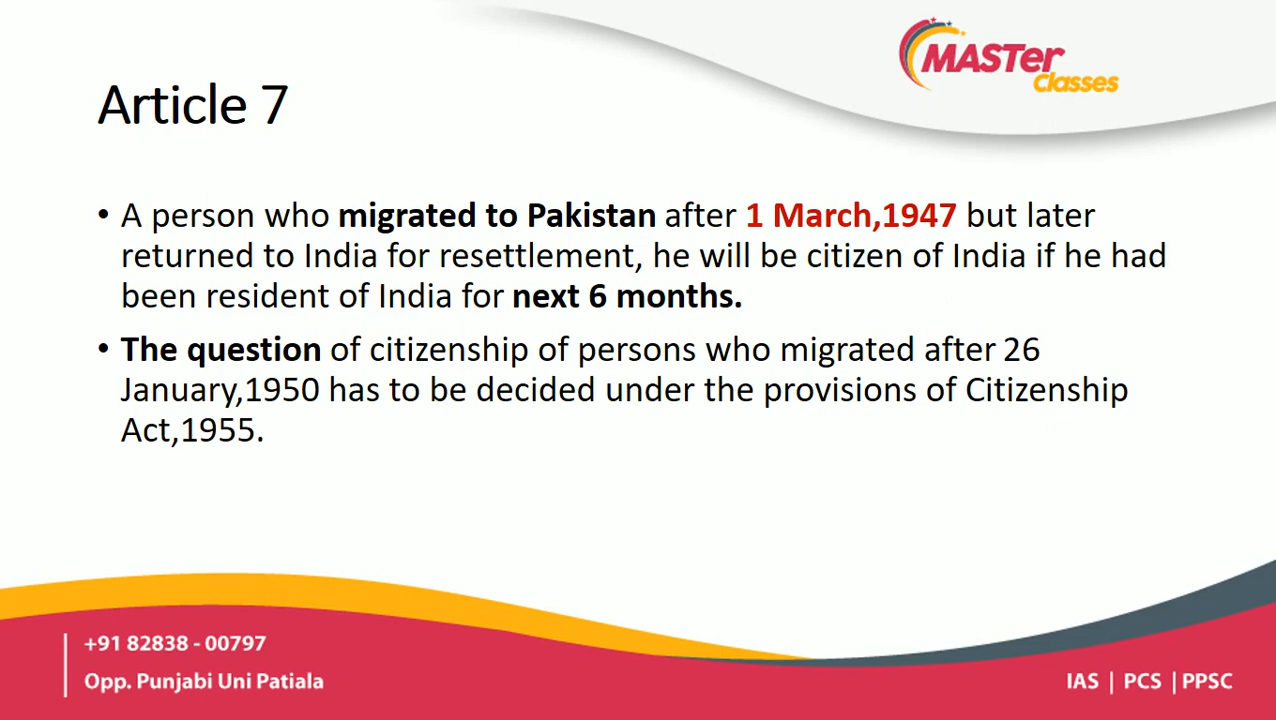 MASTer
Classes
Article 7
• A person who migrated to Pakistan after 1 March,1947 but later
returned to India for resettlement, he will be citizen of India if he had
been resident of India for next 6 months.
• The question of citizenship of persons who migrated after 26
January,1950 has to be decided under the provisions of Citizenship
Act,1955.
+91 82838 - 00797
Opp. Punjabi Uni Patiala
IAS | PCS | PPSC